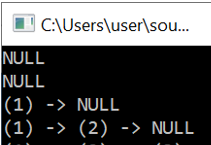 C:\Users\user\sou...
NULL
NULL
(1) -> NULL
(1) -> (2) -> NULL